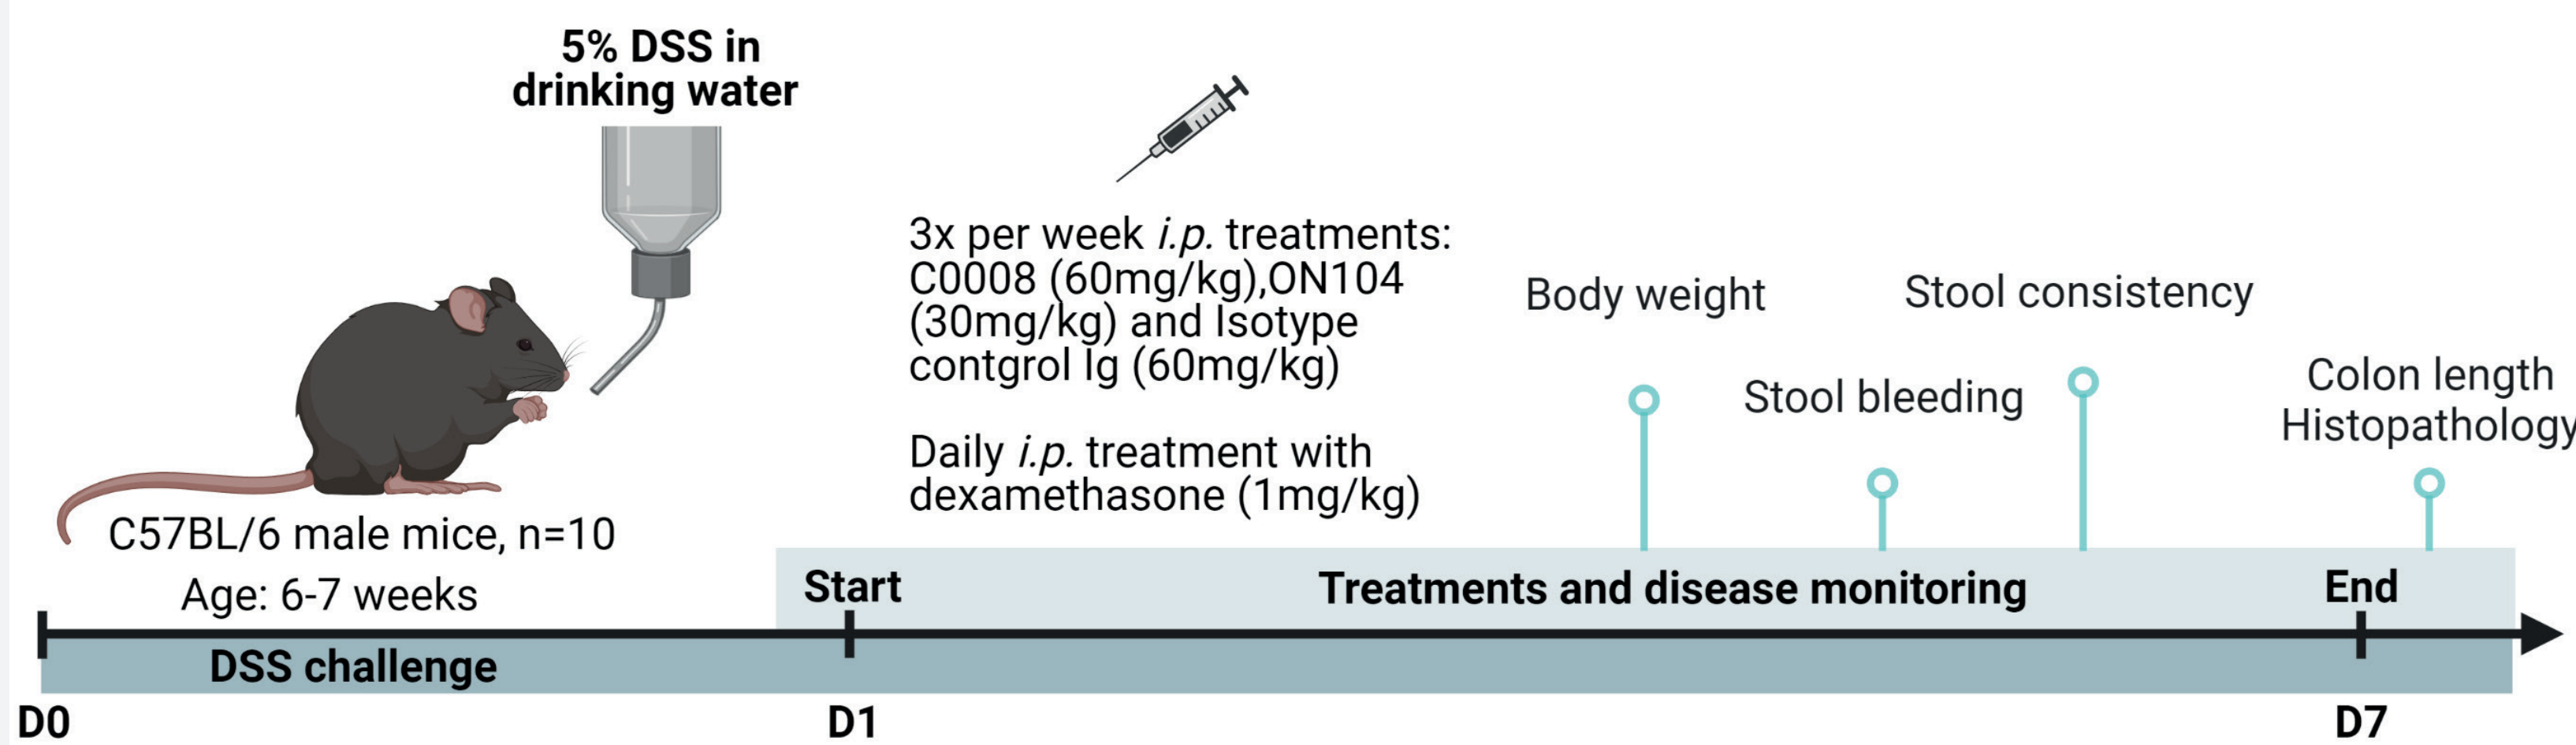 5% DSS in
drinking water
3x per week i.p. treatments:
C0008 (60mg/kg),ON104
(30mg/kg) and Isotype
contgrol Ig (60mg/kg)
Daily i.p. treatment with
dexamethasone (1mg/kg)
Body weight
Stool bleeding
Stool consistency
Colon length
Histopathology
C57BL/6 male mice, n=10
Age: 6-7 weeks
Start
Treatments and disease monitoring
End
DSS challenge
D0
D1
D7